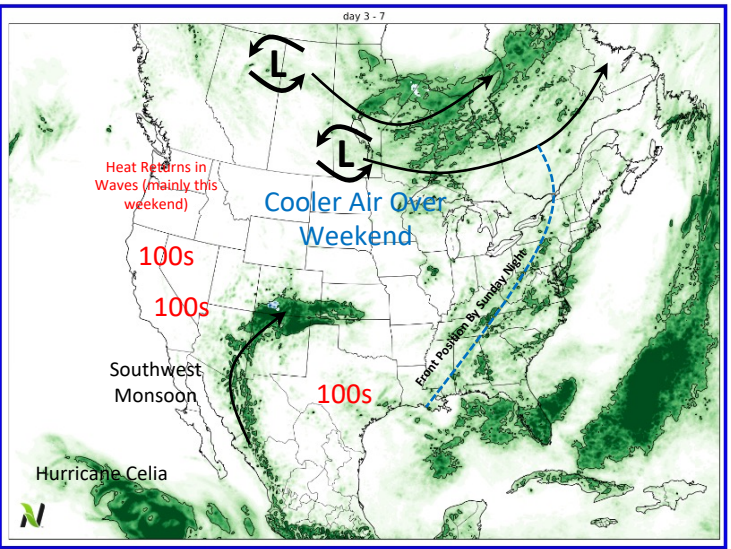 day 3 - 7
L
L
Heat Returns in
Waves (mainly this
weekend)
Cooler Air Over
Weekend
100s
100s
Front Position By Sunday Night
Southwest
Monsoon
100s
Hurricane Celia
N